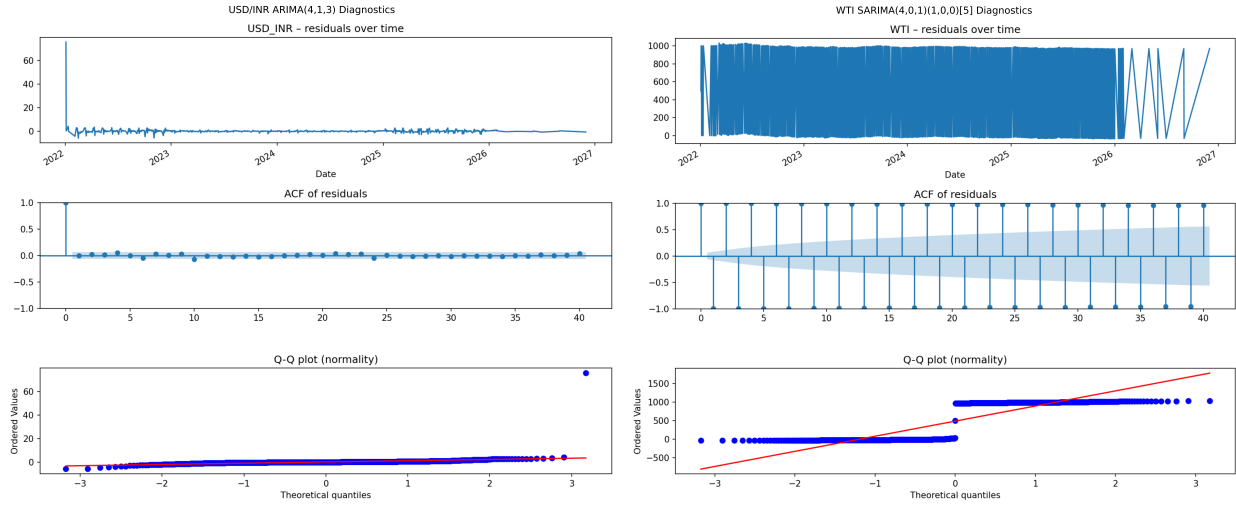 USD/INR ARIMA(4,1,3) Diagnostics
USD_INR – residuals over time
60
40
20
0
2022
2023
2024
2025
2026
2027
Date
ACF of residuals
1.0
0.5
0.0
−0.5
−1.0
0 5 10 15 20 25 30 35 40
Q-Q plot (normality)
Ordered Values
60
40
20
0
−3 −2 −1 0 1 2 3
Theoretical quantiles
WTI SARIMA(4,0,1)(1,0,0)[5] Diagnostics
WTI – residuals over time
1000
800
600
400
200
0
2022
2023
2024
2025
2026
2027
Date
ACF of residuals
1.0
0.5
0.0
−0.5
−1.0
0 5 10 15 20 25 30 35 40
Q-Q plot (normality)
Ordered Values
1500
1000
500
0
−500
−3 −2 −1 0 1 2 3
Theoretical quantiles